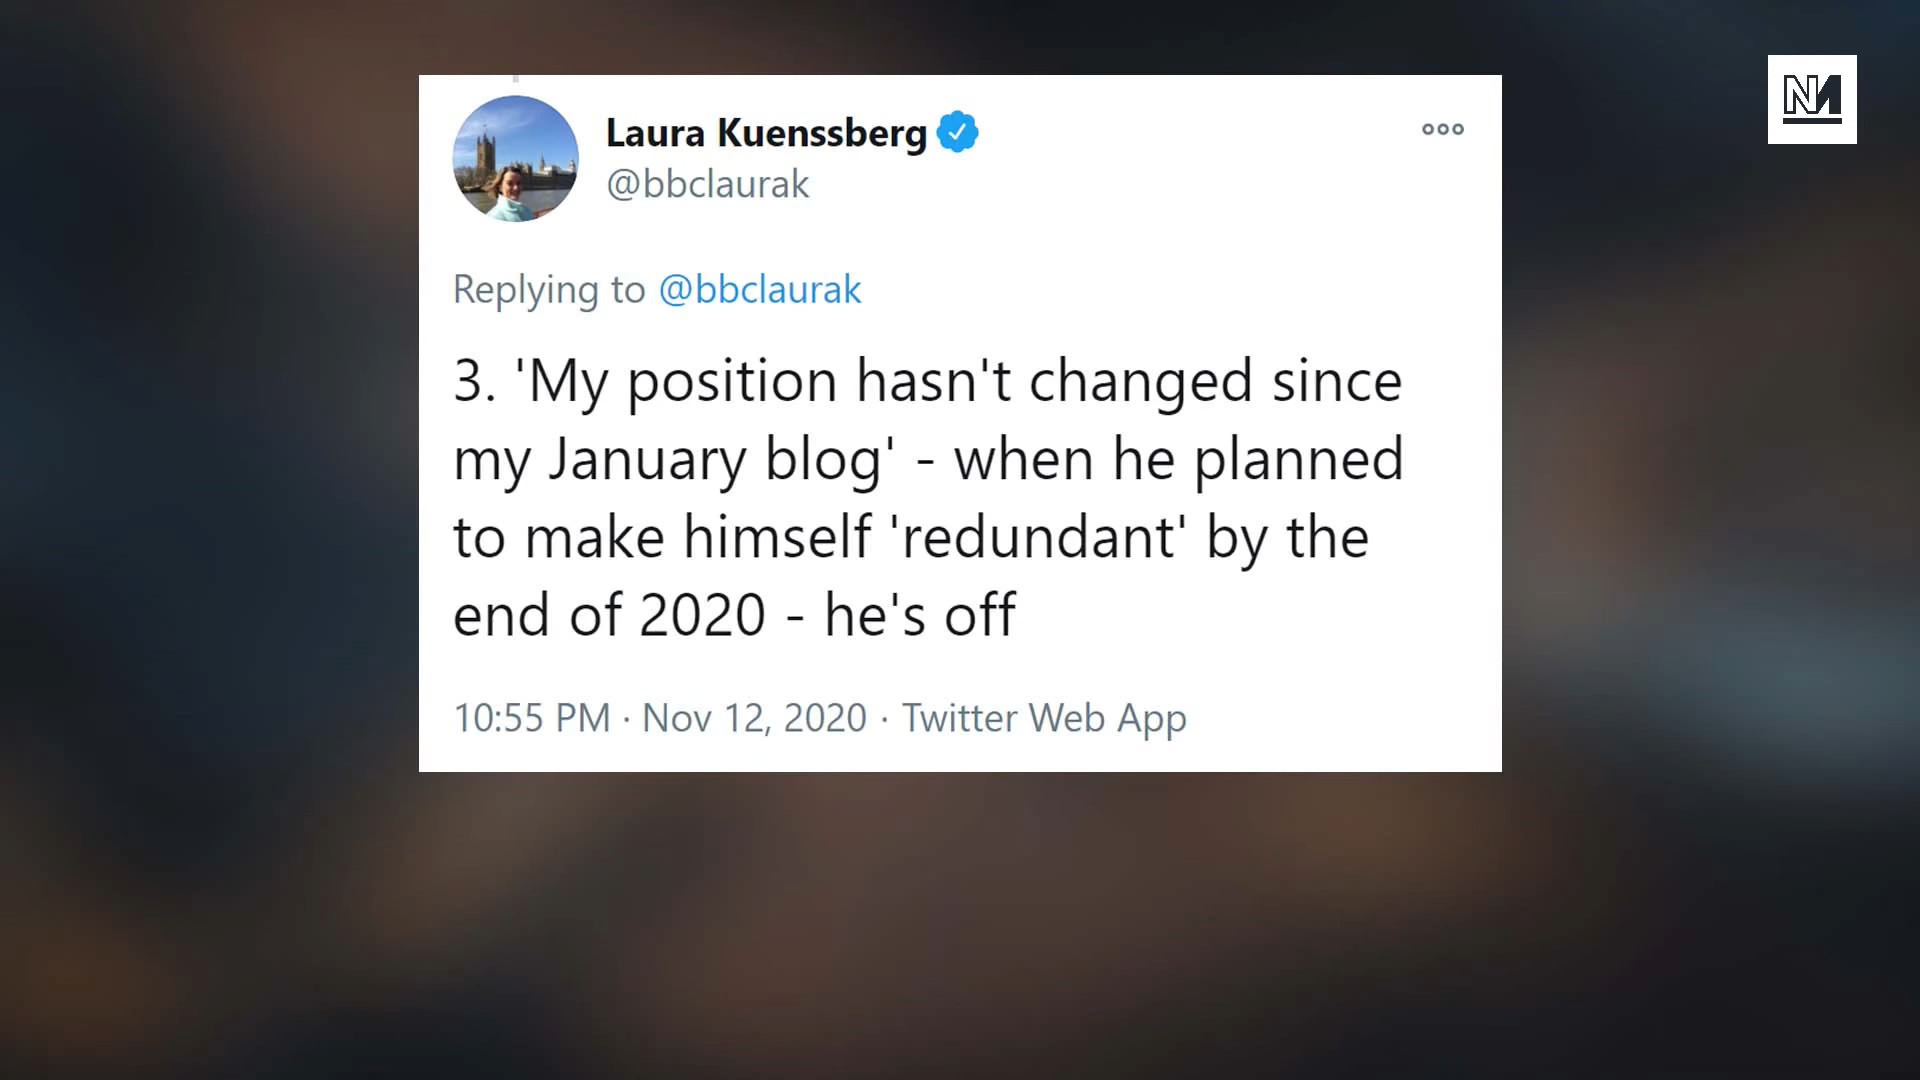 Laura Kuenssberg
@bbclaurak
Replying to @bbclaurak
3. 'My position hasn't changed since
my January blog' - when he planned
to make himself 'redundant' by the
end of 2020 - he's off
10:55 PM · Nov 12, 2020 · Twitter Web App
NM